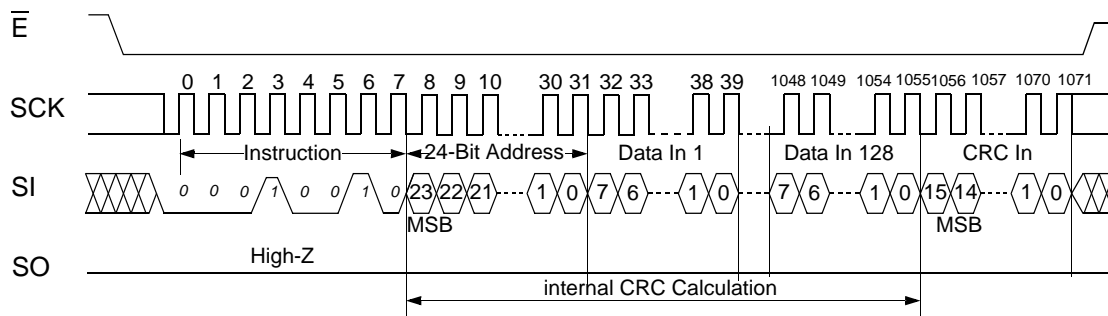 E
0 1 2 3 4 5 6 7 8 9 10 30 31 32 33 38 39 1048 1049 1054 1055 1056 1057 1070 1071
SCK
Instruction 24-Bit Address Data In 1 Data In 128 CRC In
SI 0 0 0 1 0 0 1 0 23 22 21 1 0 7 6 1 0 7 6 1 0 15 14 1 0
MSB MSB
High-Z
SO
internal CRC Calculation